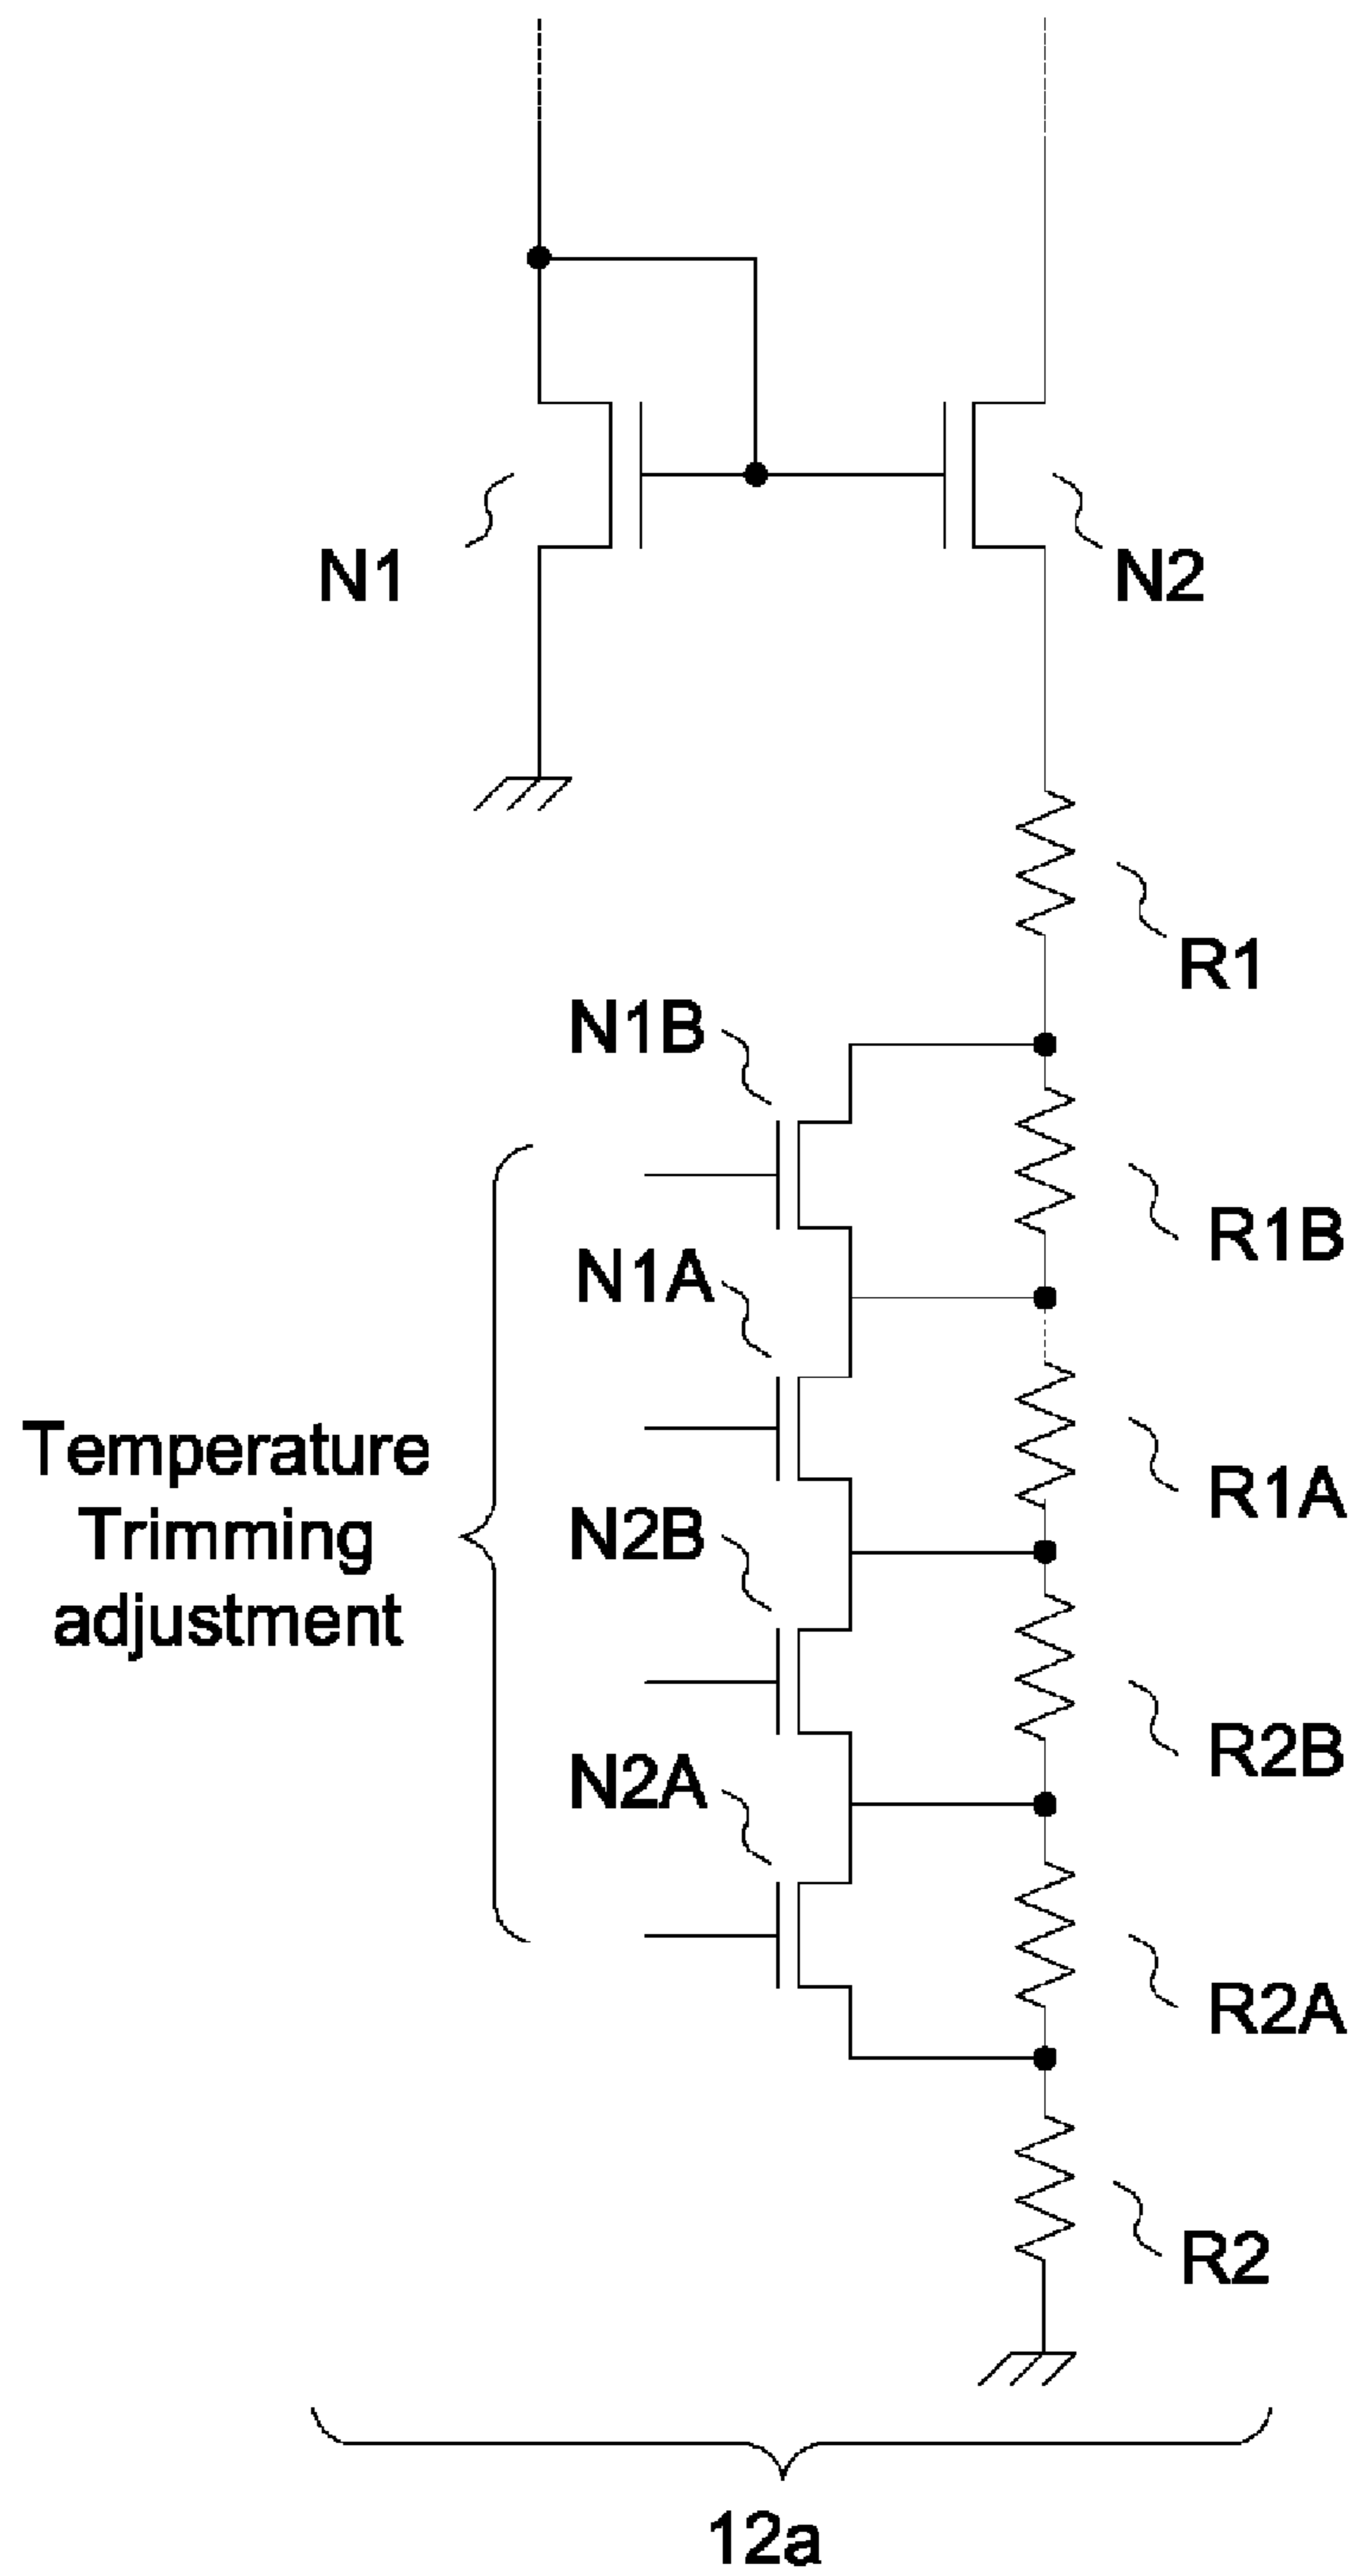 N1
N2
R1
N1B
R1B
N1A
R1A
Temperature
Trimming
adjustment
N2B
R2B
N2A
R2A
R2
12a